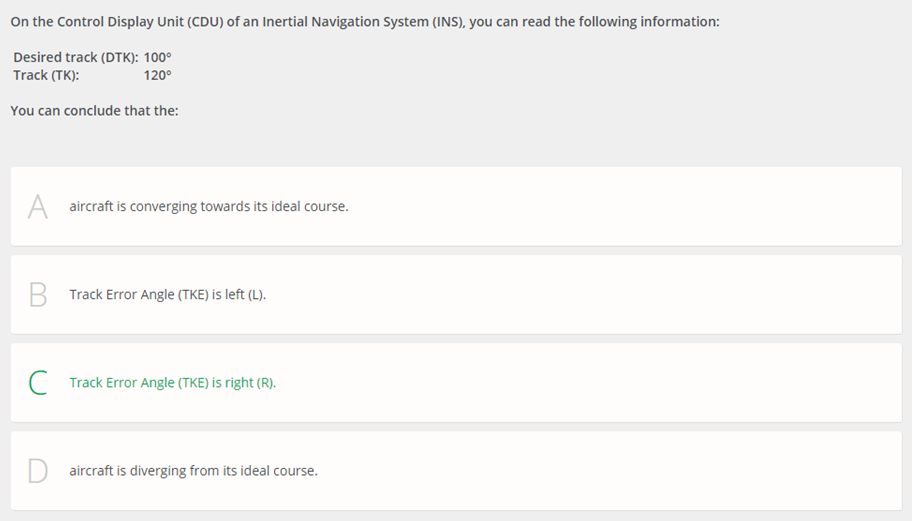 On the Control Display Unit (CDU) of an Inertial Navigation System (INS), you can read the following information:
Desired track (DTK): 100º
Track (TK): 120º
You can conclude that the:
A aircraft is converging towards its ideal course.
B Track Error Angle (TKE) is left (L).
C Track Error Angle (TKE) is right (R).
D aircraft is diverging from its ideal course.